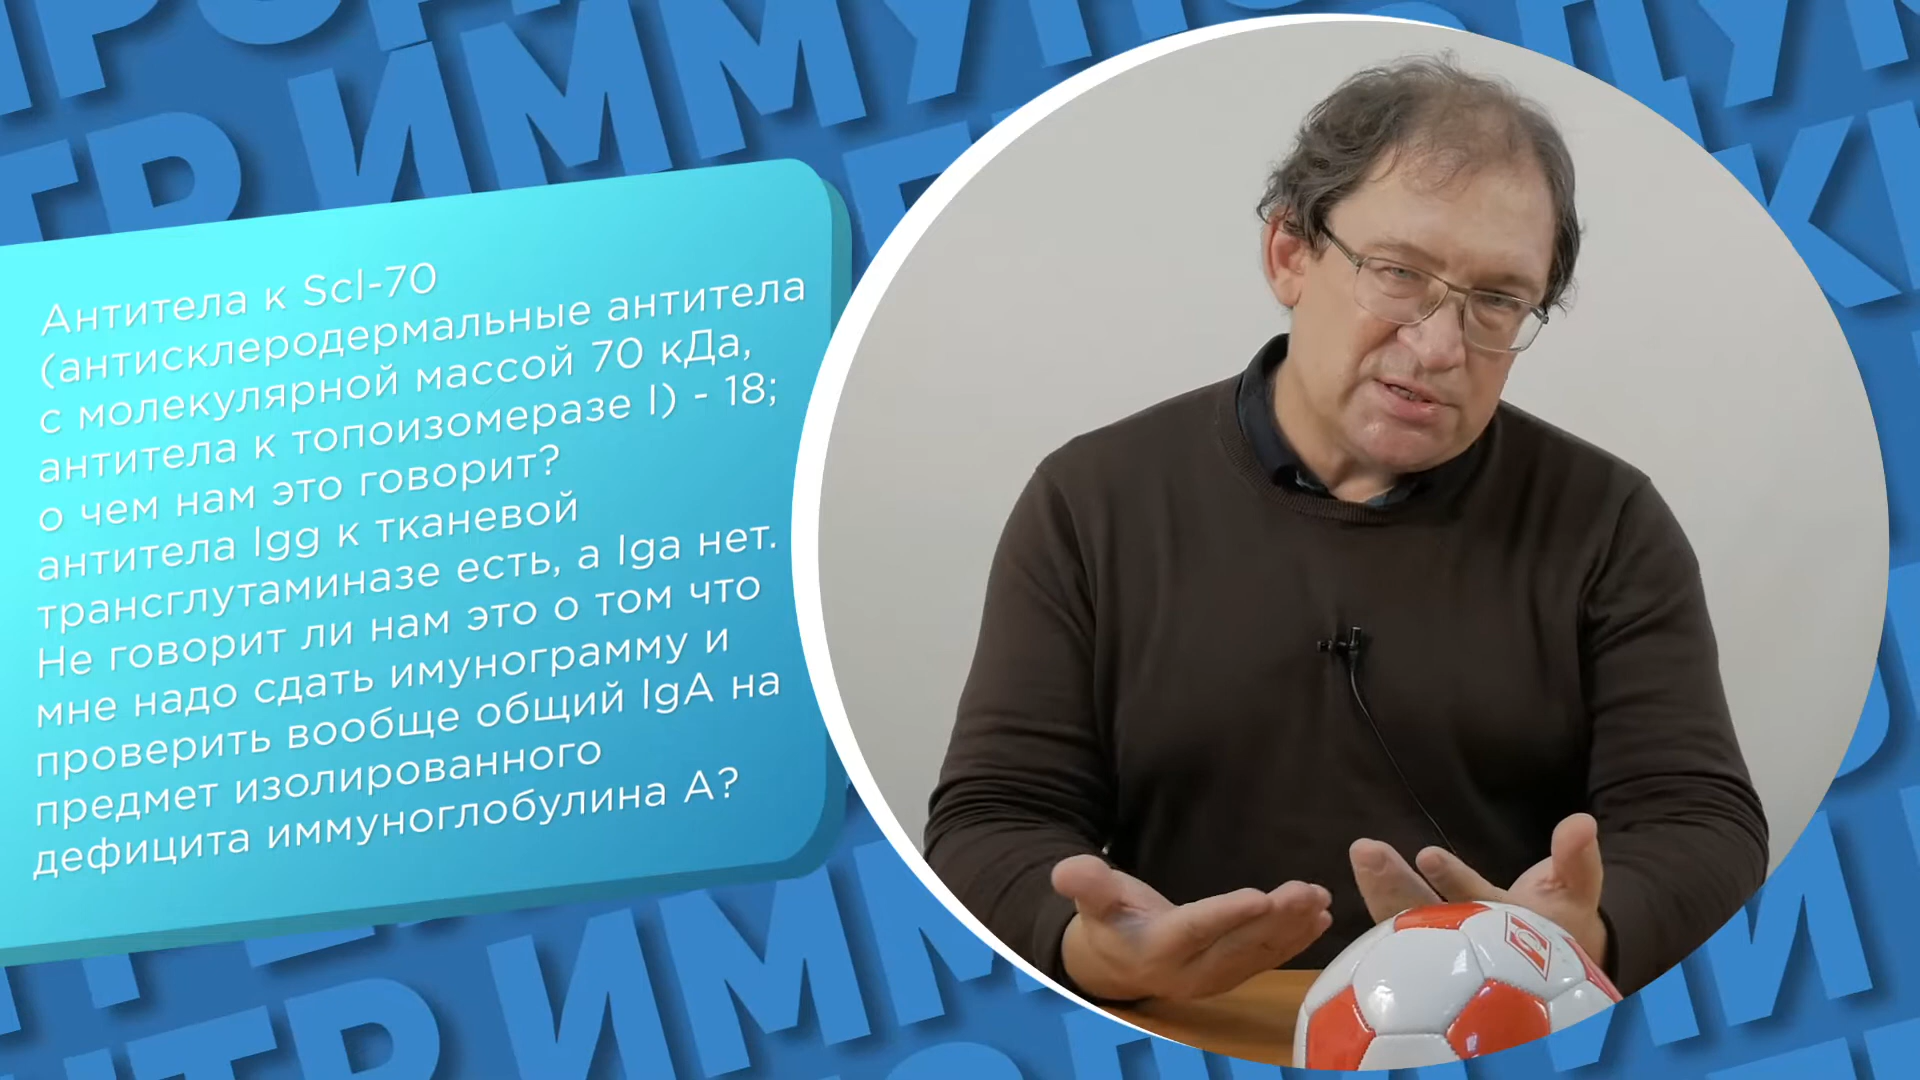 Антитела к Scl-70
(антисклеродермальные антитела
с молекулярной массой 70 кДа,
антитела к топоизомеразе I) - 18;
о чем нам это говорит?
антитела Igg к тканевой
трансглутаминазе есть, а Iga нет.
Не говорит ли нам это о том что
мне надо сдать имунограмму и
проверить вообще общий IgA на
предмет изолированного
дефицита иммуноглобулина А?